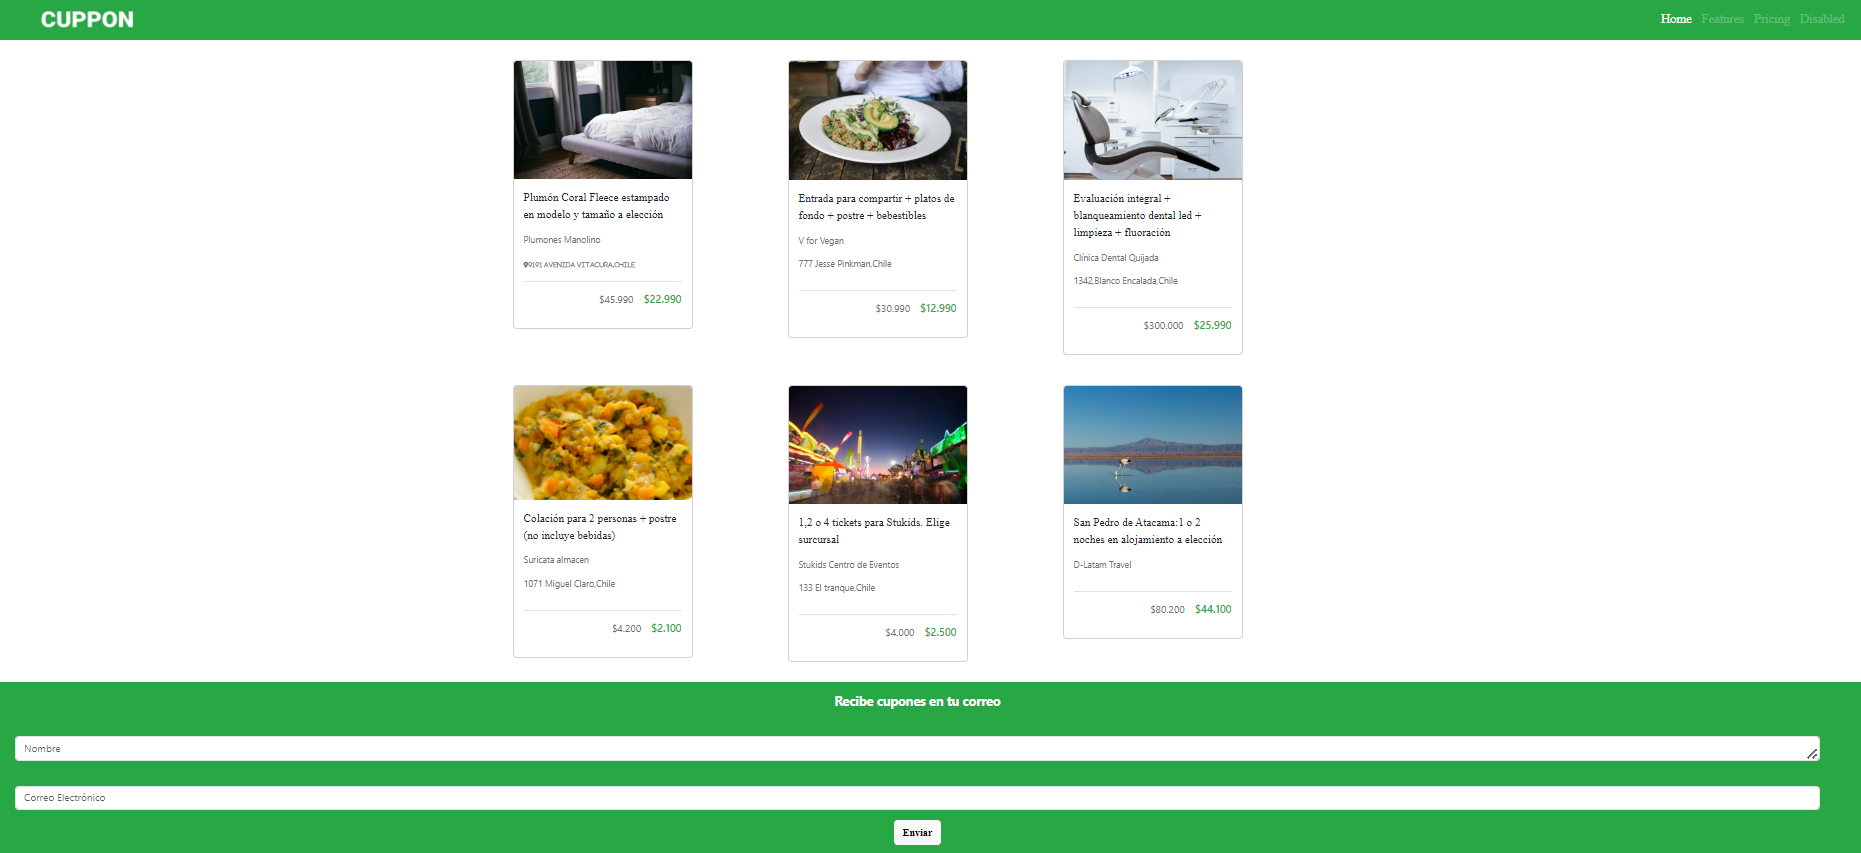 CUPPON
Home Features Pricing Disabled
Plumón Coral Fleece estampado
en modelo y tamaño a elección
Plumones Manolino
9191 AVENIDA VITACURA,CHILE
$45.990 $22.990
Entrada para compartir + platos de
fondo + postre + bebestibles
V for Vegan
777 Jesse Pinkman,Chile
$30.990 $12.990
Evaluación integral +
blanqueamiento dental led +
limpieza + fluoración
Clínica Dental Quijada
1342,Blanco Encalada,Chile
$300.000 $25.990
Colación para 2 personas + postre
(no incluye bebidas)
Suricata almacen
1071 Miguel Claro,Chile
$4.200 $2.100
1,2 o 4 tickets para Stukids. Elige
surcursal
Stukids Centro de Eventos
133 El tranque,Chile
$4.000 $2.500
San Pedro de Atacama:1 o 2
noches en alojamiento a elección
D-Latam Travel
$80.200 $44.100
Recibe cupones en tu correo
Nombre
Correo Electrónico
Enviar